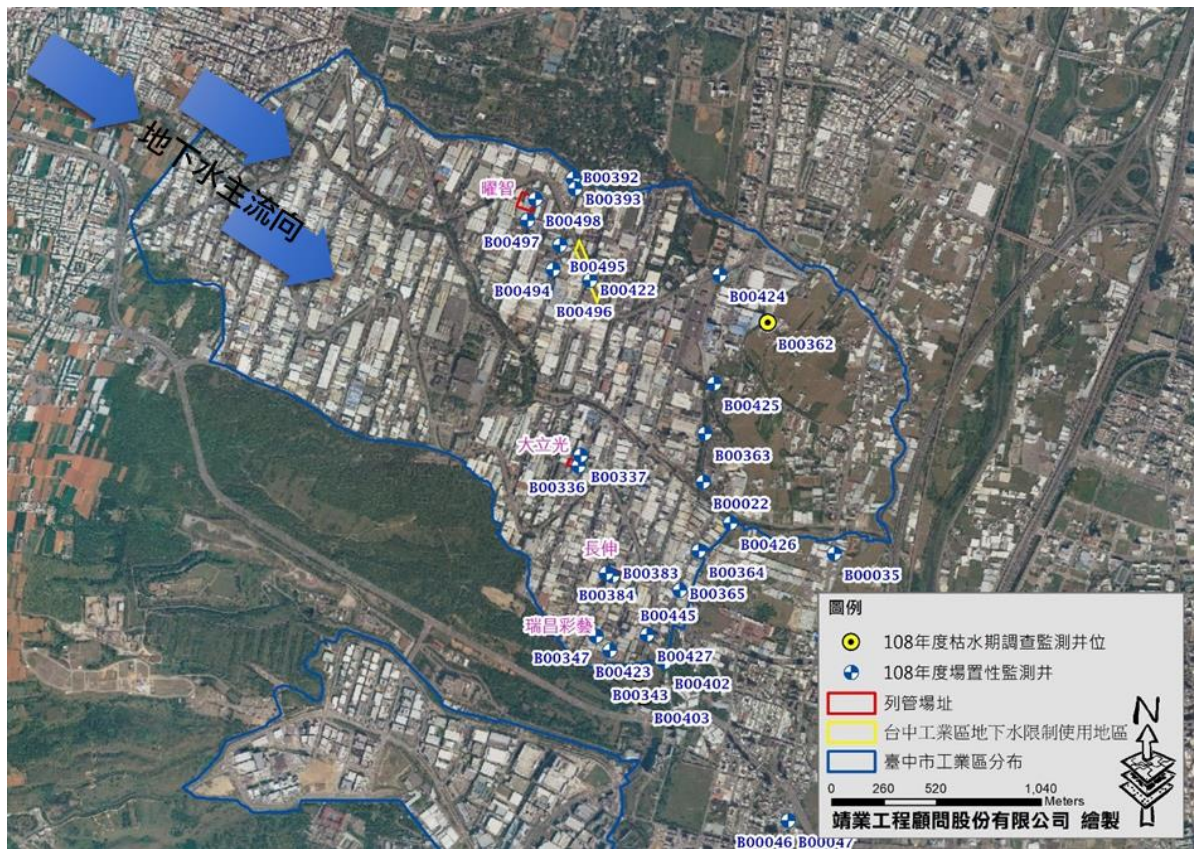 地下水主流向
曜智
B00392
B00393
B00498
B00497
B00495
B00494
B00422
B00496
B00424
B00362
B00425
B00363
大立光
B00337
B00336
B00022
B00426
長伸
B00383
B00364
B00035
B00384
B00365
B00445
瑞昌彩藝
B00347
B00427
B00423
B00402
B00343
B00403
B00046
B00047
圖例
108年度枯水期調查監測井位
108年度場置性監測井
列管場址
台中工業區地下水限制使用地區
臺中市工業區分布
N
0 260 520 1,040
Meters
靖業工程顧問股份有限公司 繪製